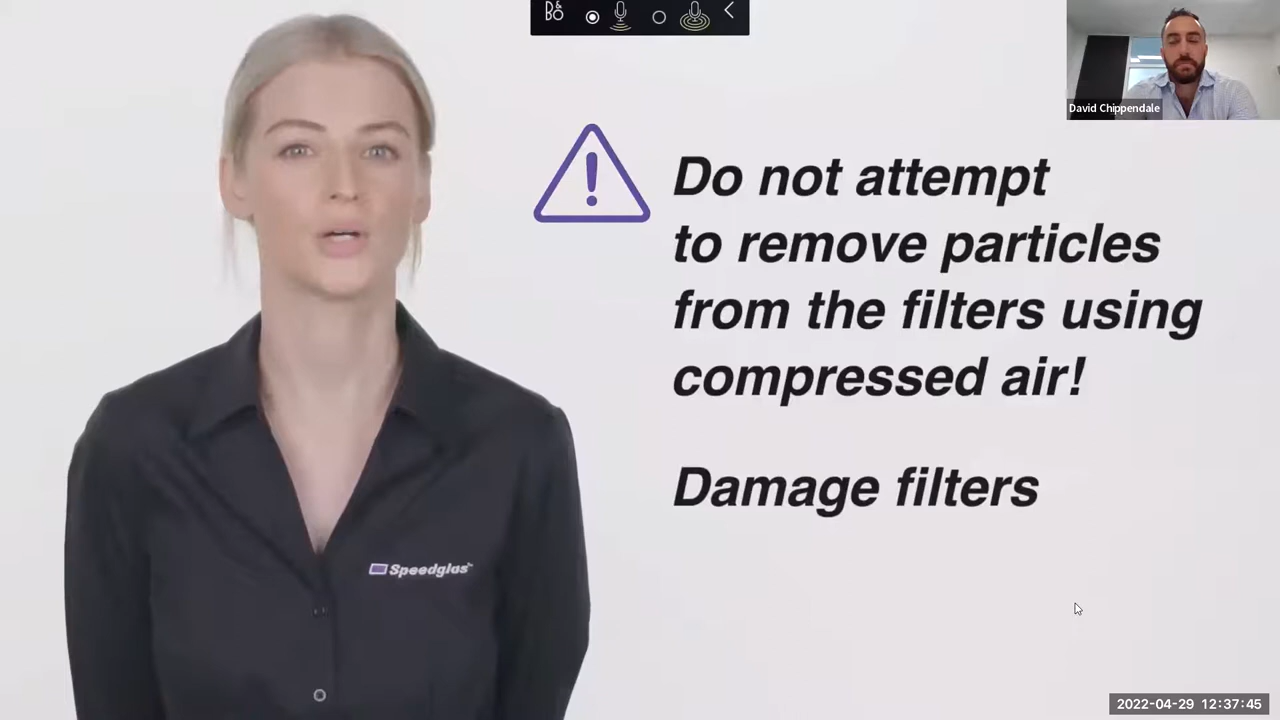 B&O
David Chippendale
Do not attempt
to remove particles
from the filters using
compressed air!
Damage filters
Speedglas™
2022-04-29 12:37:45